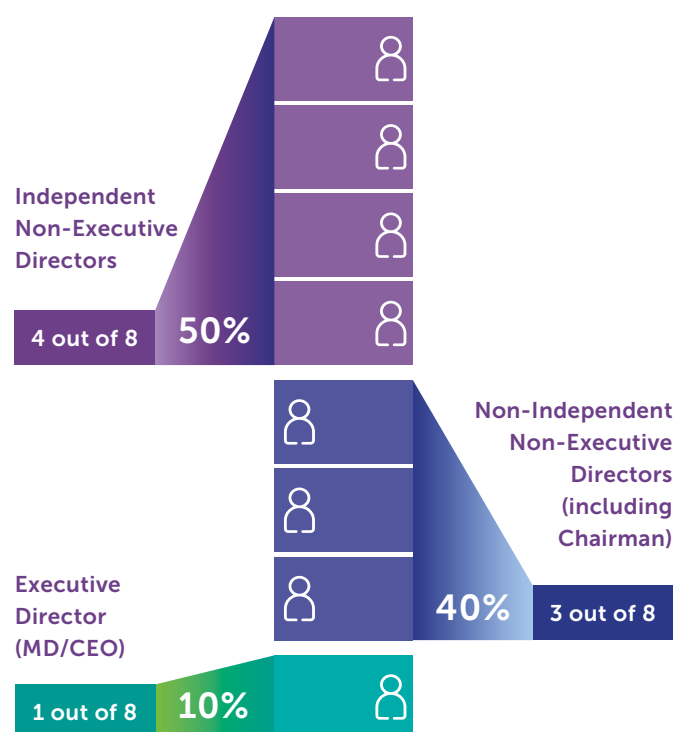 Independent
Non-Executive
Directors
4 out of 8
50%
Non-Independent
Non-Executive
Directors
(including
Chairman)
40%
3 out of 8
Executive
Director
(MD/CEO)
1 out of 8
10%